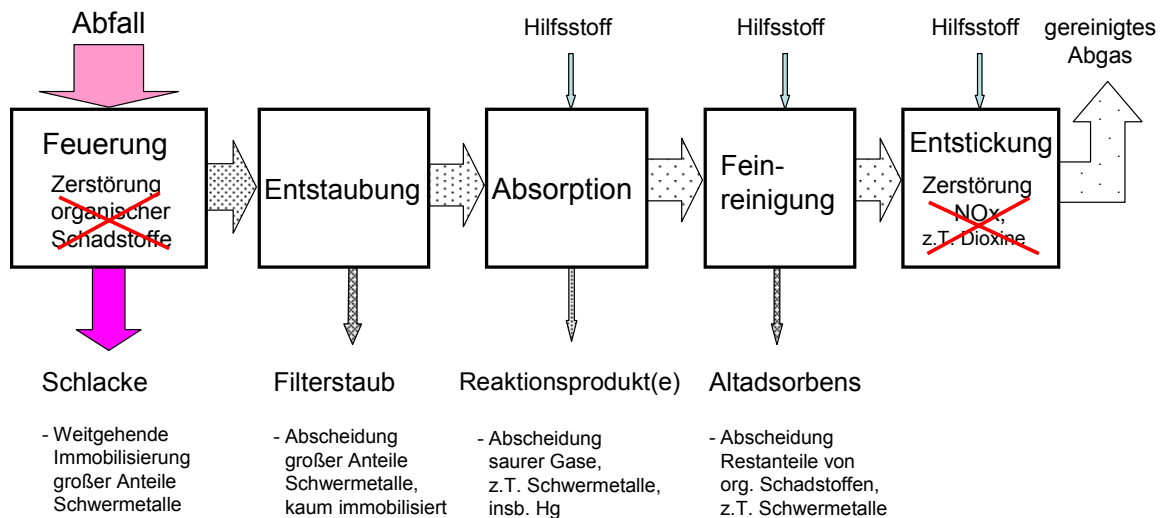 Abfall
Hilfsstoff
Hilfsstoff
Hilfsstoff
gereinigtes
Abgas
Feuerung
Zerstörung
organischer
Schadstoffe
Entstaubung
Absorption
Fein-
reinigung
Entstickung
Zerstörung
NOx,
z.T. Dioxine
Schlacke
- Weitgehende
Immobilisierung
großer Anteile
Schwermetalle
Filterstaub
- Abscheidung
großer Anteile
Schwermetalle,
kaum immobilisiert
Reaktionsprodukt(e)
- Abscheidung
saurer Gase,
z.T. Schwermetalle,
insb. Hg
Altadsorbens
- Abscheidung
Restanteile von
org. Schadstoffen,
z.T. Schwermetalle